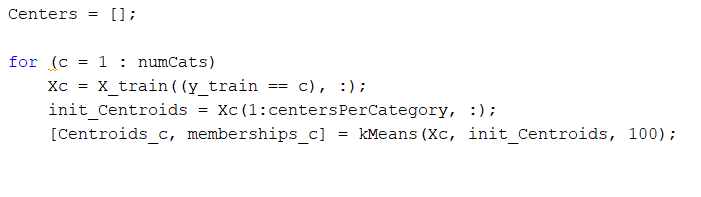 Centers = [];
for (c = 1 : numCats)
Xc = X_train((y_train == c), :);
init_Centroids = Xc(1:centersPerCategory, :);
[Centroids_c, memberships_c] = kMeans(Xc, init_Centroids, 100);